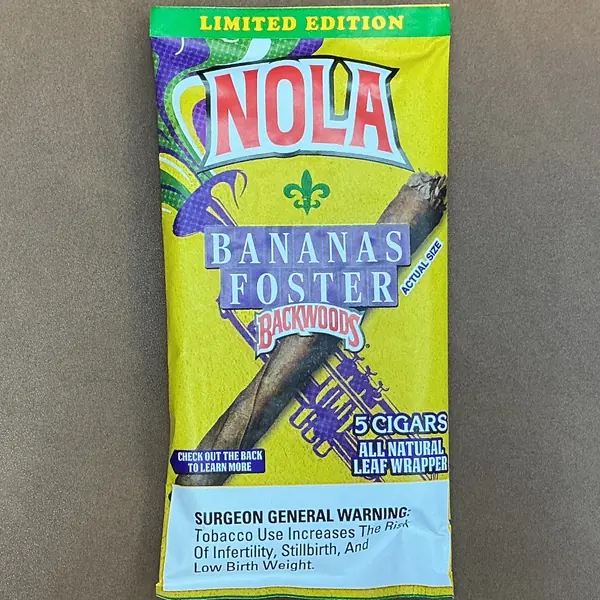 LIMITED EDITION
NOLA
BANANAS
FOSTER
BACKWOODS
ACTUAL SIZE
5 CIGARS
ALL NATURAL
LEAF WRAPPER
CHECK OUT THE BACK
TO LEARN MORE
SURGEON GENERAL WARNING:
Tobacco Use Increases The Risk
Of Infertility, Stillbirth, And
Low Birth Weight.